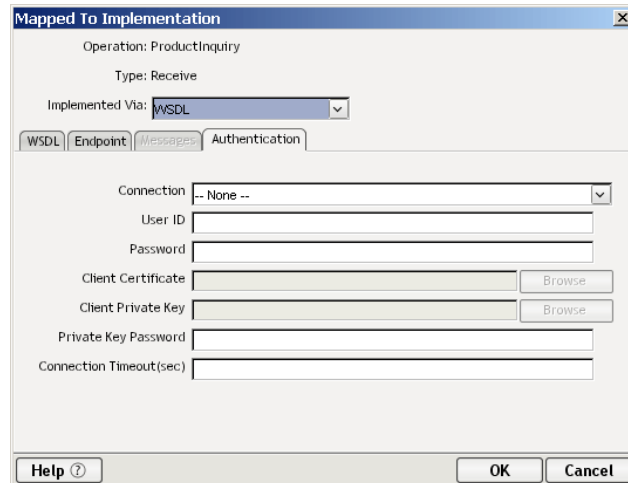 Mapped To Implementation
Operation: ProductInquiry
Type: Receive
Implemented Via: WSDL
WSDL Endpoint Messages Authentication
Connection -- None --
User ID
Password
Client Certificate Browse
Client Private Key Browse
Private Key Password
Connection Timeout(sec)
Help ? OK Cancel